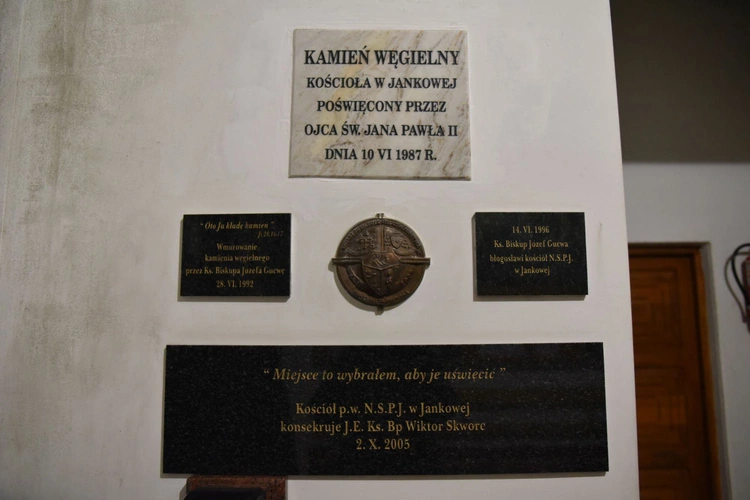 KAMIEŃ WĘGIELNY
KOŚCIOŁA W JANKOWEJ
POŚWIĘCONY PRZEZ
OJCA ŚW. JANA PAWŁA II
DNIA 10 VI 1987 R.
“Oto Ja kładę kamień”
Wmurowanie
kamienia węgielnego
przez Ks. Biskupa Józefa Gucwę
28. VI. 1992
14. VI. 1996
Ks. Biskup Józef Gucwa
błogosławi kościół N.S.P.J.
w Jankowej
“Miejsce to wybrałem, aby je uświęcić”
Kościół p.w. N.S.P.J. w Jankowej
konsekruje J.E. Ks. Bp Wiktor Skworc
2. X. 2005